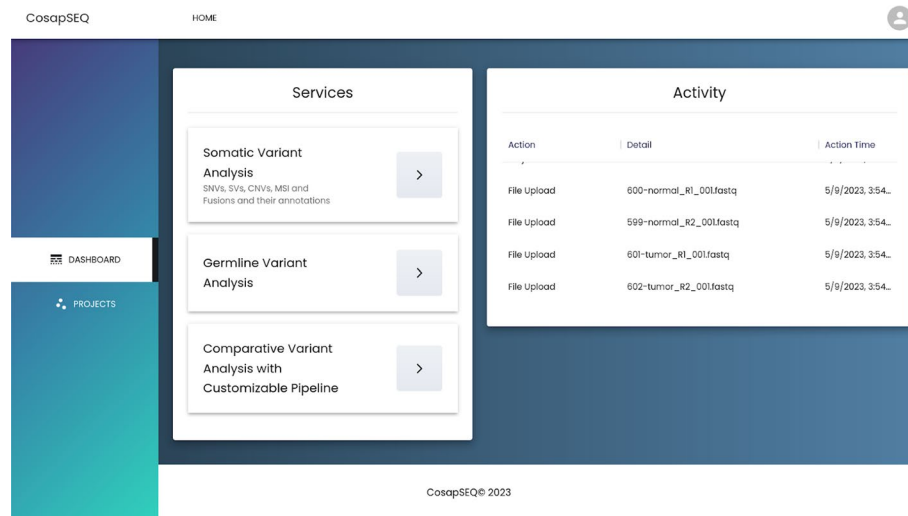 CosapSEQ
HOME
DASHBOARD
PROJECTS
Services
Somatic Variant
Analysis
SNVs, SVs, CNVs, MSI and
Fusions and their annotations
Germline Variant
Analysis
Comparative Variant
Analysis with
Customizable Pipeline
Activity
Action Detail Action Time
File Upload 600-normal_R1_001.fastq 5/9/2023, 3:54...
File Upload 599-normal_R2_001.fastq 5/9/2023, 3:54...
File Upload 601-tumor_R1_001.fastq 5/9/2023, 3:54...
File Upload 602-tumor_R2_001.fastq 5/9/2023, 3:54...
CosapSEQ© 2023